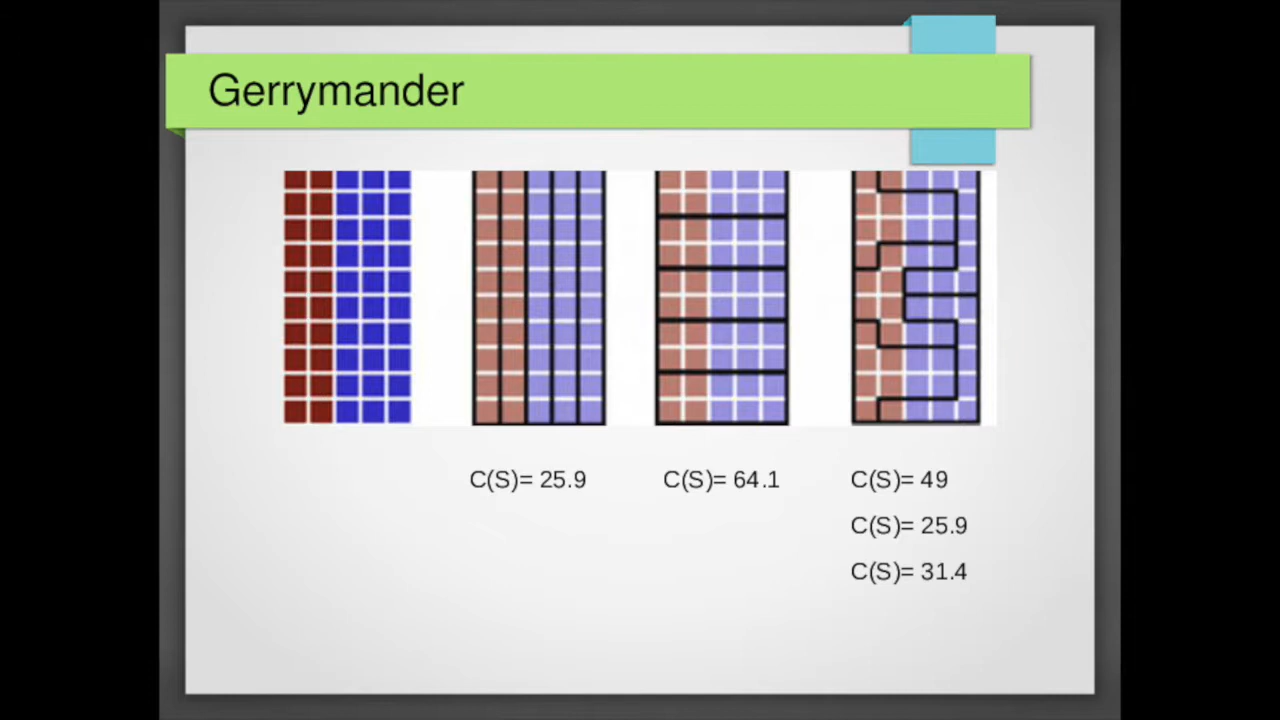 Gerrymander
C(S)= 25.9
C(S)= 64.1
C(S)= 49
C(S)= 25.9
C(S)= 31.4